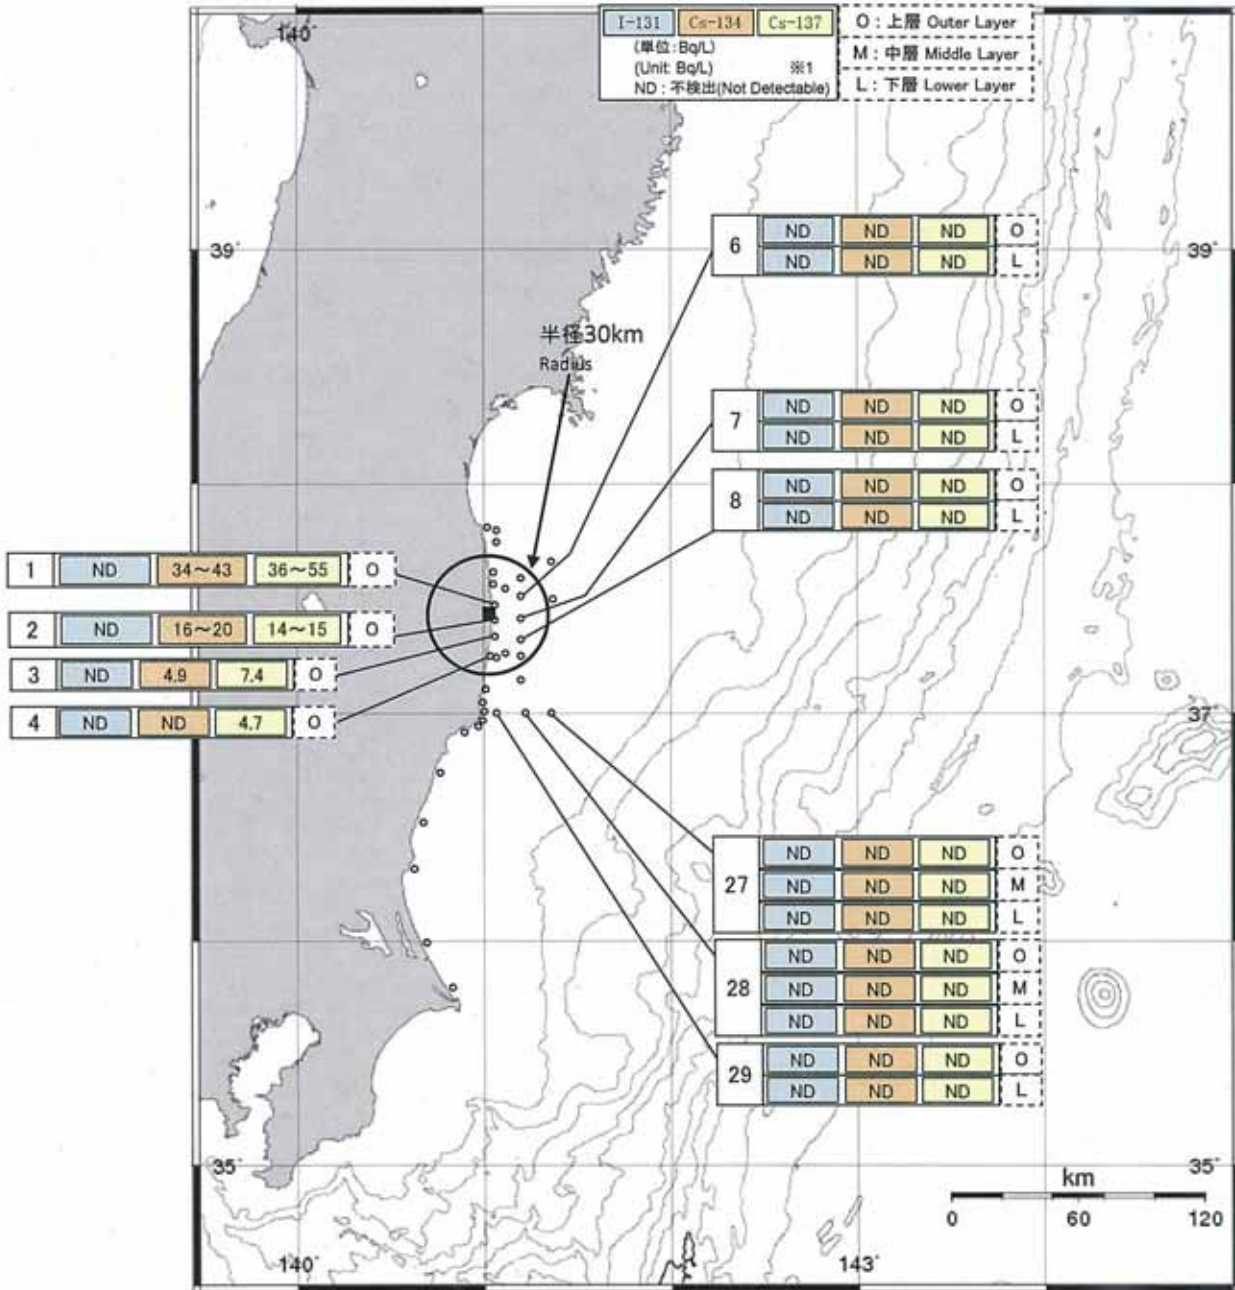 I-131 Cs-134 Cs-137
(単位:Bq/L)
(Unit: Bq/L) ※1
ND : 不検出(Not Detectable)
O : 上層 Outer Layer
M : 中層 Middle Layer
L : 下層 Lower Layer
140°
39°
39°
半径30km
Radius
6
ND ND ND O
ND ND ND L
7
ND ND ND O
ND ND ND L
8
ND ND ND O
ND ND ND L
1 ND 34～43 36～55 O
2 ND 16～20 14～15 O
3 ND 4.9 7.4 O
4 ND ND 4.7 O
37°
27
ND ND ND O
ND ND ND M
ND ND ND L
28
ND ND ND O
ND ND ND M
ND ND ND L
29
ND ND ND O
ND ND ND L
35°
35°
km
0 60 120
140°
143°